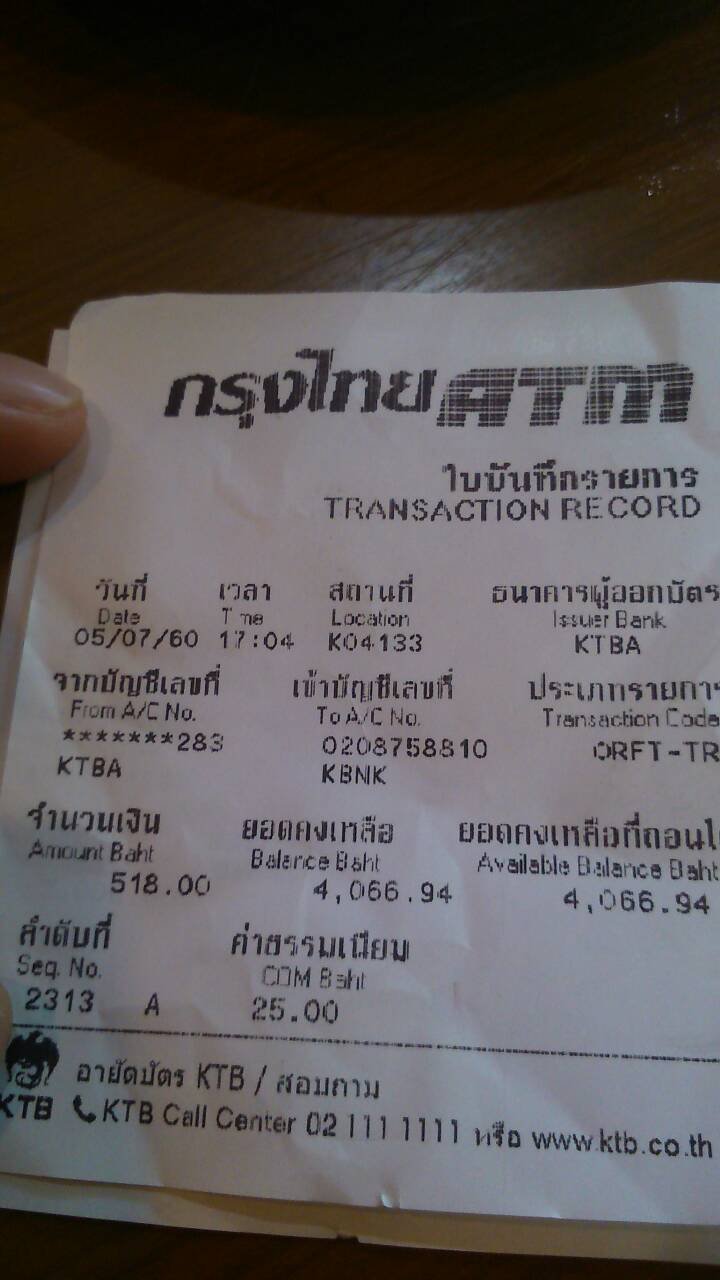 กรุงไทย ATM
ใบบันทึกรายการ
TRANSACTION RECORD
วันที่ เวลา สถานที่ ธนาคารผู้ออกบัตร
Date Time Location Issuer Bank
05/07/60 17:04 K04133 KTBA
จากบัญชีเลขที่ เข้าบัญชีเลขที่ ประเภทรายการ
From A/C No. To A/C No. Transaction Code
*******283 0208758810 ORFT-TR
KTBA KBNK
จำนวนเงิน ยอดคงเหลือ ยอดคงเหลือที่ถอนไ
Amount Baht Balance Baht Available Balance Baht
518.00 4,066.94 4,066.94
ลำดับที่ ค่าธรรมเนียม
Seq. No. COM Baht
2313 A 25.00
อายัดบัตร KTB / สอบถาม
KTB KTB Call Center 02 111 1111 หรือ www.ktb.co.th